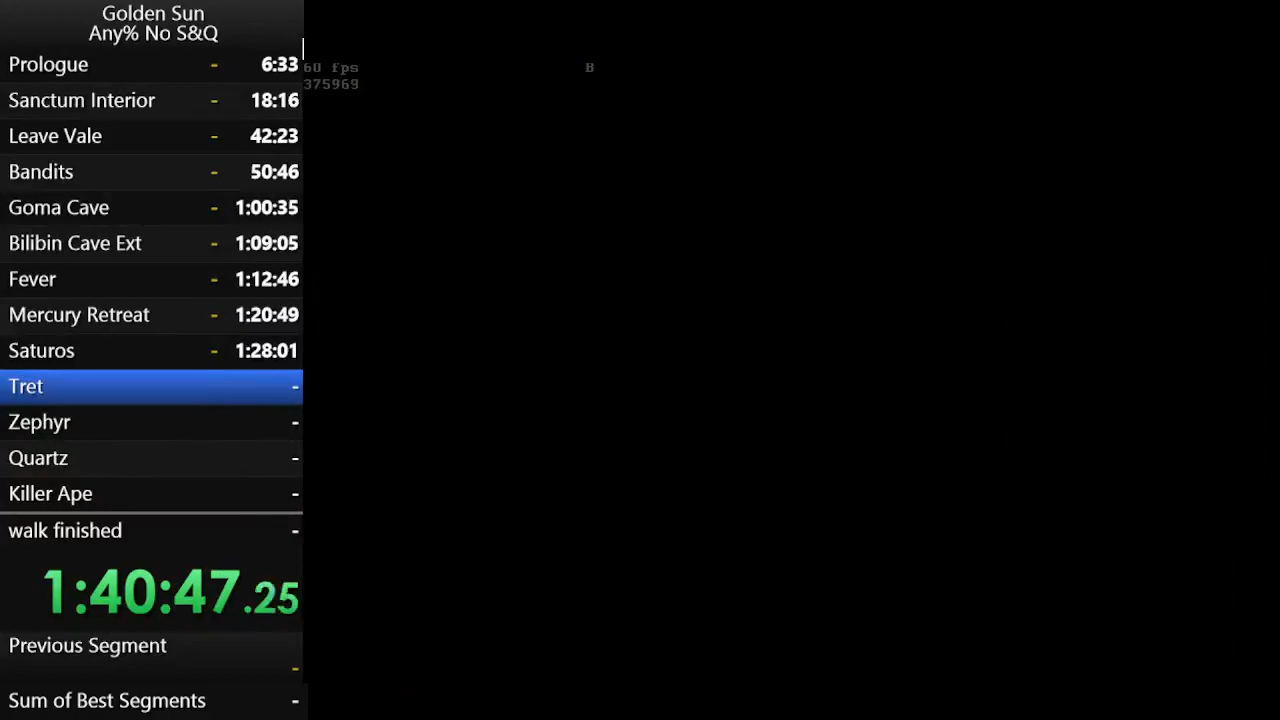 Golden Sun
Any% No S&Q
Prologue - 6:33
60 fps B
375969
Sanctum Interior - 18:16
Leave Vale - 42:23
Bandits - 50:46
Goma Cave - 1:00:35
Bilibin Cave Ext - 1:09:05
Fever - 1:12:46
Mercury Retreat - 1:20:49
Saturos - 1:28:01
Tret -
Zephyr -
Quartz -
Killer Ape -
walk finished -
1:40:47.25
Previous Segment
-
Sum of Best Segments -